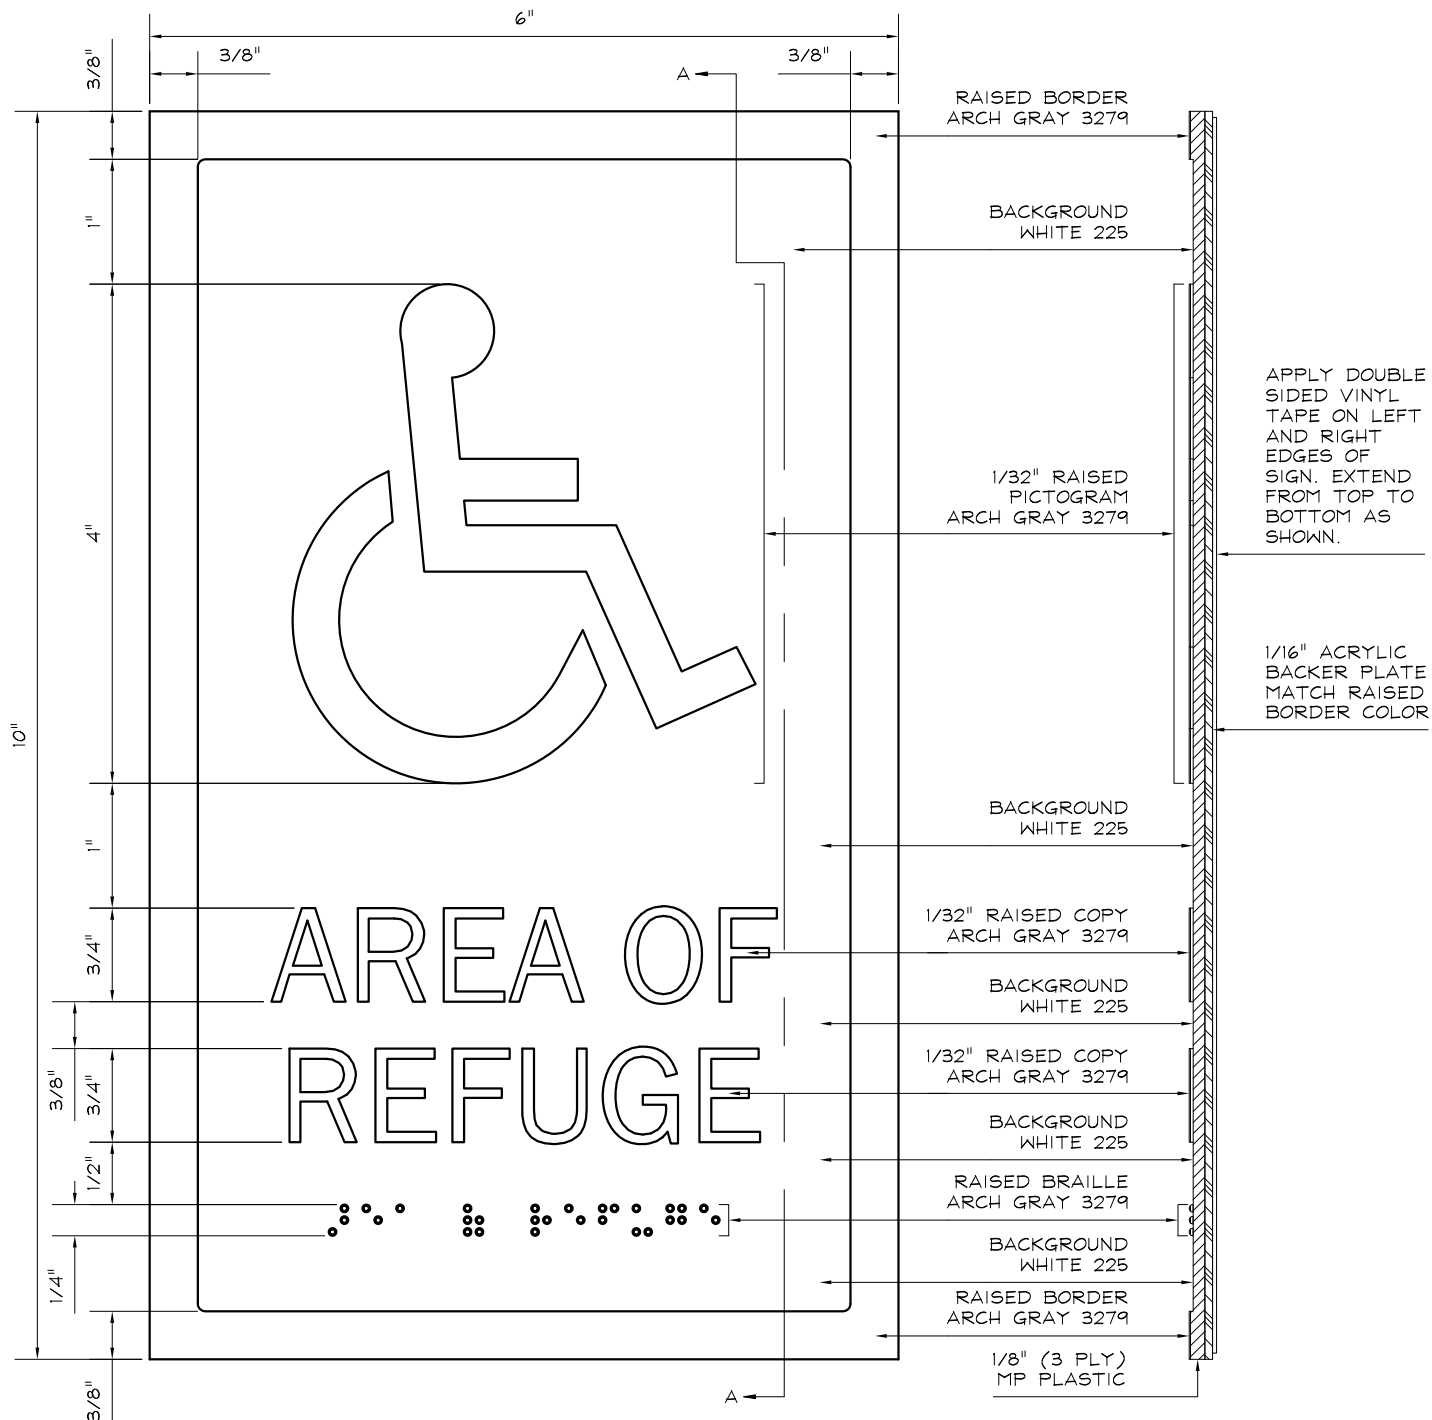 6"
3/8"
3/8"
3/8"
A
RAISED BORDER
ARCH GRAY 3279
1"
BACKGROUND
WHITE 225
APPLY DOUBLE
SIDED VINYL
TAPE ON LEFT
AND RIGHT
EDGES OF
SIGN. EXTEND
FROM TOP TO
BOTTOM AS
SHOWN.
4"
1/32" RAISED
PICTOGRAM
ARCH GRAY 3279
1/16" ACRYLIC
BACKER PLATE
MATCH RAISED
BORDER COLOR
10"
1"
BACKGROUND
WHITE 225
3/4"
AREA OF
1/32" RAISED COPY
ARCH GRAY 3279
BACKGROUND
WHITE 225
3/8"
3/4"
REFUGE
1/32" RAISED COPY
ARCH GRAY 3279
BACKGROUND
WHITE 225
1/2"
RAISED BRAILLE
ARCH GRAY 3279
1/4"
BACKGROUND
WHITE 225
RAISED BORDER
ARCH GRAY 3279
1/8" (3 PLY)
MP PLASTIC
3/8"
A